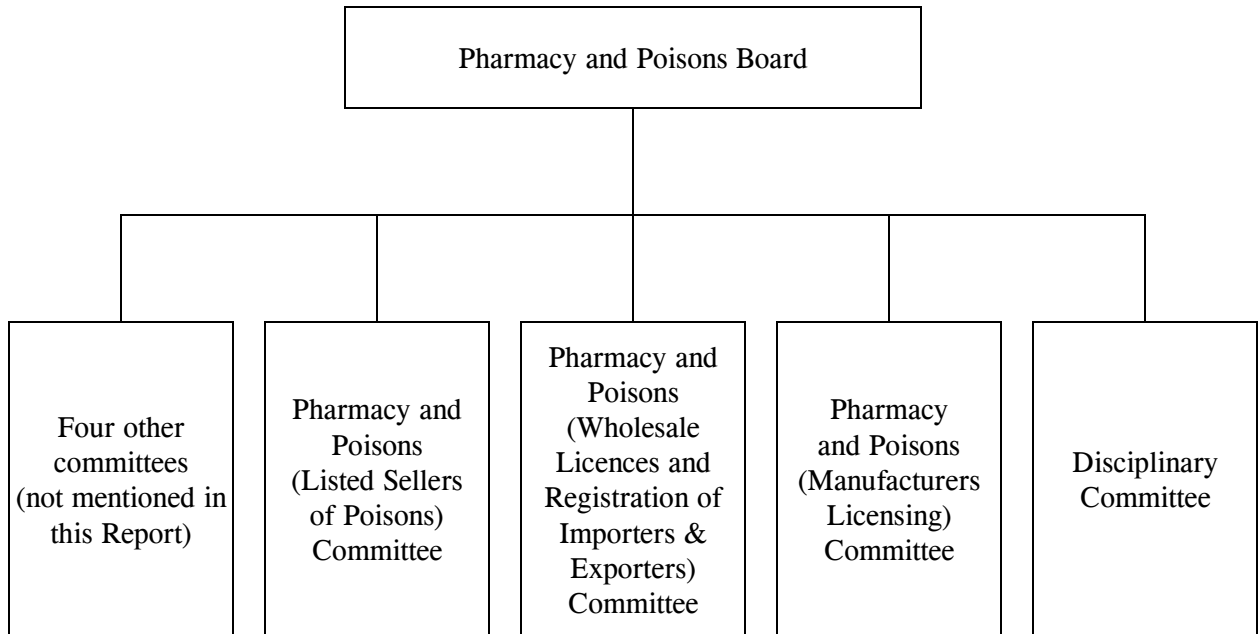 Pharmacy and Poisons Board
Four other
committees
(not mentioned in
this Report)
Pharmacy and
Poisons
(Listed Sellers
of Poisons)
Committee
Pharmacy and
Poisons
(Wholesale
Licences and
Registration of
Importers &
Exporters)
Committee
Pharmacy
and Poisons
(Manufacturers
Licensing)
Committee
Disciplinary
Committee